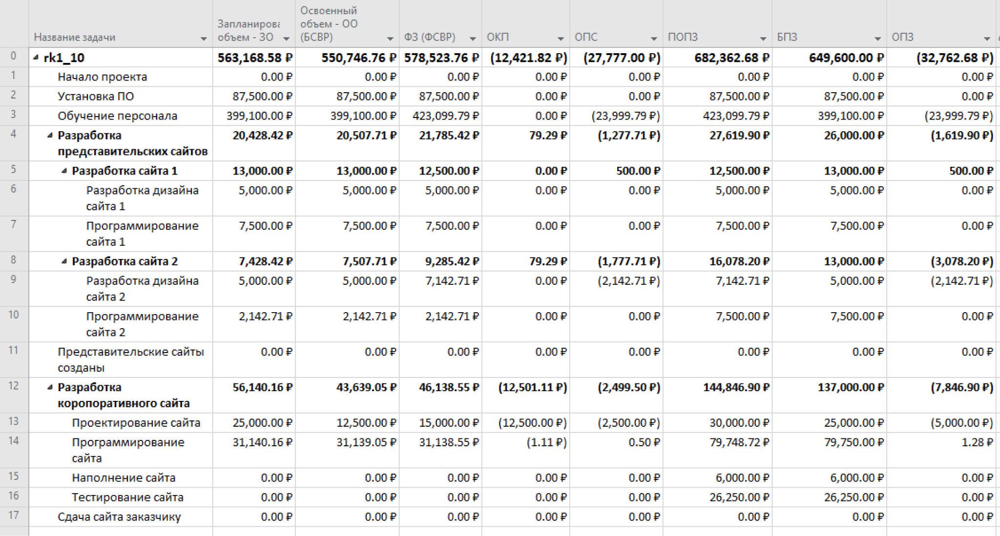 Название задачи Запланирова объем - ЗО Освоенный объем - ОО (БСВР) ФЗ (ФСВР) ОКП ОПС ПОПЗ БПЗ ОПЗ
0 rk1_10 563,168.58 ₽ 550,746.76 ₽ 578,523.76 ₽ (12,421.82 ₽) (27,777.00 ₽) 682,362.68 ₽ 649,600.00 ₽ (32,762.68 ₽)
1 Начало проекта 0.00 ₽ 0.00 ₽ 0.00 ₽ 0.00 ₽ 0.00 ₽ 0.00 ₽ 0.00 ₽ 0.00 ₽
2 Установка ПО 87,500.00 ₽ 87,500.00 ₽ 87,500.00 ₽ 0.00 ₽ 0.00 ₽ 87,500.00 ₽ 87,500.00 ₽ 0.00 ₽
3 Обучение персонала 399,100.00 ₽ 399,100.00 ₽ 423,099.79 ₽ 0.00 ₽ (23,999.79 ₽) 423,099.79 ₽ 399,100.00 ₽ (23,999.79 ₽)
4 Разработка 20,428.42 ₽ 20,507.71 ₽ 21,785.42 ₽ 79.29 ₽ (1,277.71 ₽) 27,619.90 ₽ 26,000.00 ₽ (1,619.90 ₽)
представительских сайтов
5 Разработка сайта 1 13,000.00 ₽ 13,000.00 ₽ 12,500.00 ₽ 0.00 ₽ 500.00 ₽ 12,500.00 ₽ 13,000.00 ₽ 500.00 ₽
6 Разработка дизайна 5,000.00 ₽ 5,000.00 ₽ 5,000.00 ₽ 0.00 ₽ 0.00 ₽ 5,000.00 ₽ 5,000.00 ₽ 0.00 ₽
сайта 1
7 Программирование 7,500.00 ₽ 7,500.00 ₽ 7,500.00 ₽ 0.00 ₽ 0.00 ₽ 7,500.00 ₽ 7,500.00 ₽ 0.00 ₽
сайта 1
8 Разработка сайта 2 7,428.42 ₽ 7,507.71 ₽ 9,285.42 ₽ 79.29 ₽ (1,777.71 ₽) 16,078.20 ₽ 13,000.00 ₽ (3,078.20 ₽)
9 Разработка дизайна 5,000.00 ₽ 5,000.00 ₽ 7,142.71 ₽ 0.00 ₽ (2,142.71 ₽) 7,142.71 ₽ 5,000.00 ₽ (2,142.71 ₽)
сайта 2
10 Программирование 2,142.71 ₽ 2,142.71 ₽ 2,142.71 ₽ 0.00 ₽ 0.00 ₽ 7,500.00 ₽ 7,500.00 ₽ 0.00 ₽
сайта 2
11 Представительские сайты 0.00 ₽ 0.00 ₽ 0.00 ₽ 0.00 ₽ 0.00 ₽ 0.00 ₽ 0.00 ₽ 0.00 ₽
созданы
12 Разработка 56,140.16 ₽ 43,639.05 ₽ 46,138.55 ₽ (12,501.11 ₽) (2,499.50 ₽) 144,846.90 ₽ 137,000.00 ₽ (7,846.90 ₽)
коропоративного сайта
13 Проектирование сайта 25,000.00 ₽ 12,500.00 ₽ 15,000.00 ₽ (12,500.00 ₽) (2,500.00 ₽) 30,000.00 ₽ 25,000.00 ₽ (5,000.00 ₽)
14 Программирование 31,140.16 ₽ 31,139.05 ₽ 31,138.55 ₽ (1.11 ₽) 0.50 ₽ 79,748.72 ₽ 79,750.00 ₽ 1.28 ₽
сайта
15 Наполнение сайта 0.00 ₽ 0.00 ₽ 0.00 ₽ 0.00 ₽ 0.00 ₽ 6,000.00 ₽ 6,000.00 ₽ 0.00 ₽
16 Тестирование сайта 0.00 ₽ 0.00 ₽ 0.00 ₽ 0.00 ₽ 0.00 ₽ 26,250.00 ₽ 26,250.00 ₽ 0.00 ₽
17 Сдача сайта заказчику 0.00 ₽ 0.00 ₽ 0.00 ₽ 0.00 ₽ 0.00 ₽ 0.00 ₽ 0.00 ₽ 0.00 ₽